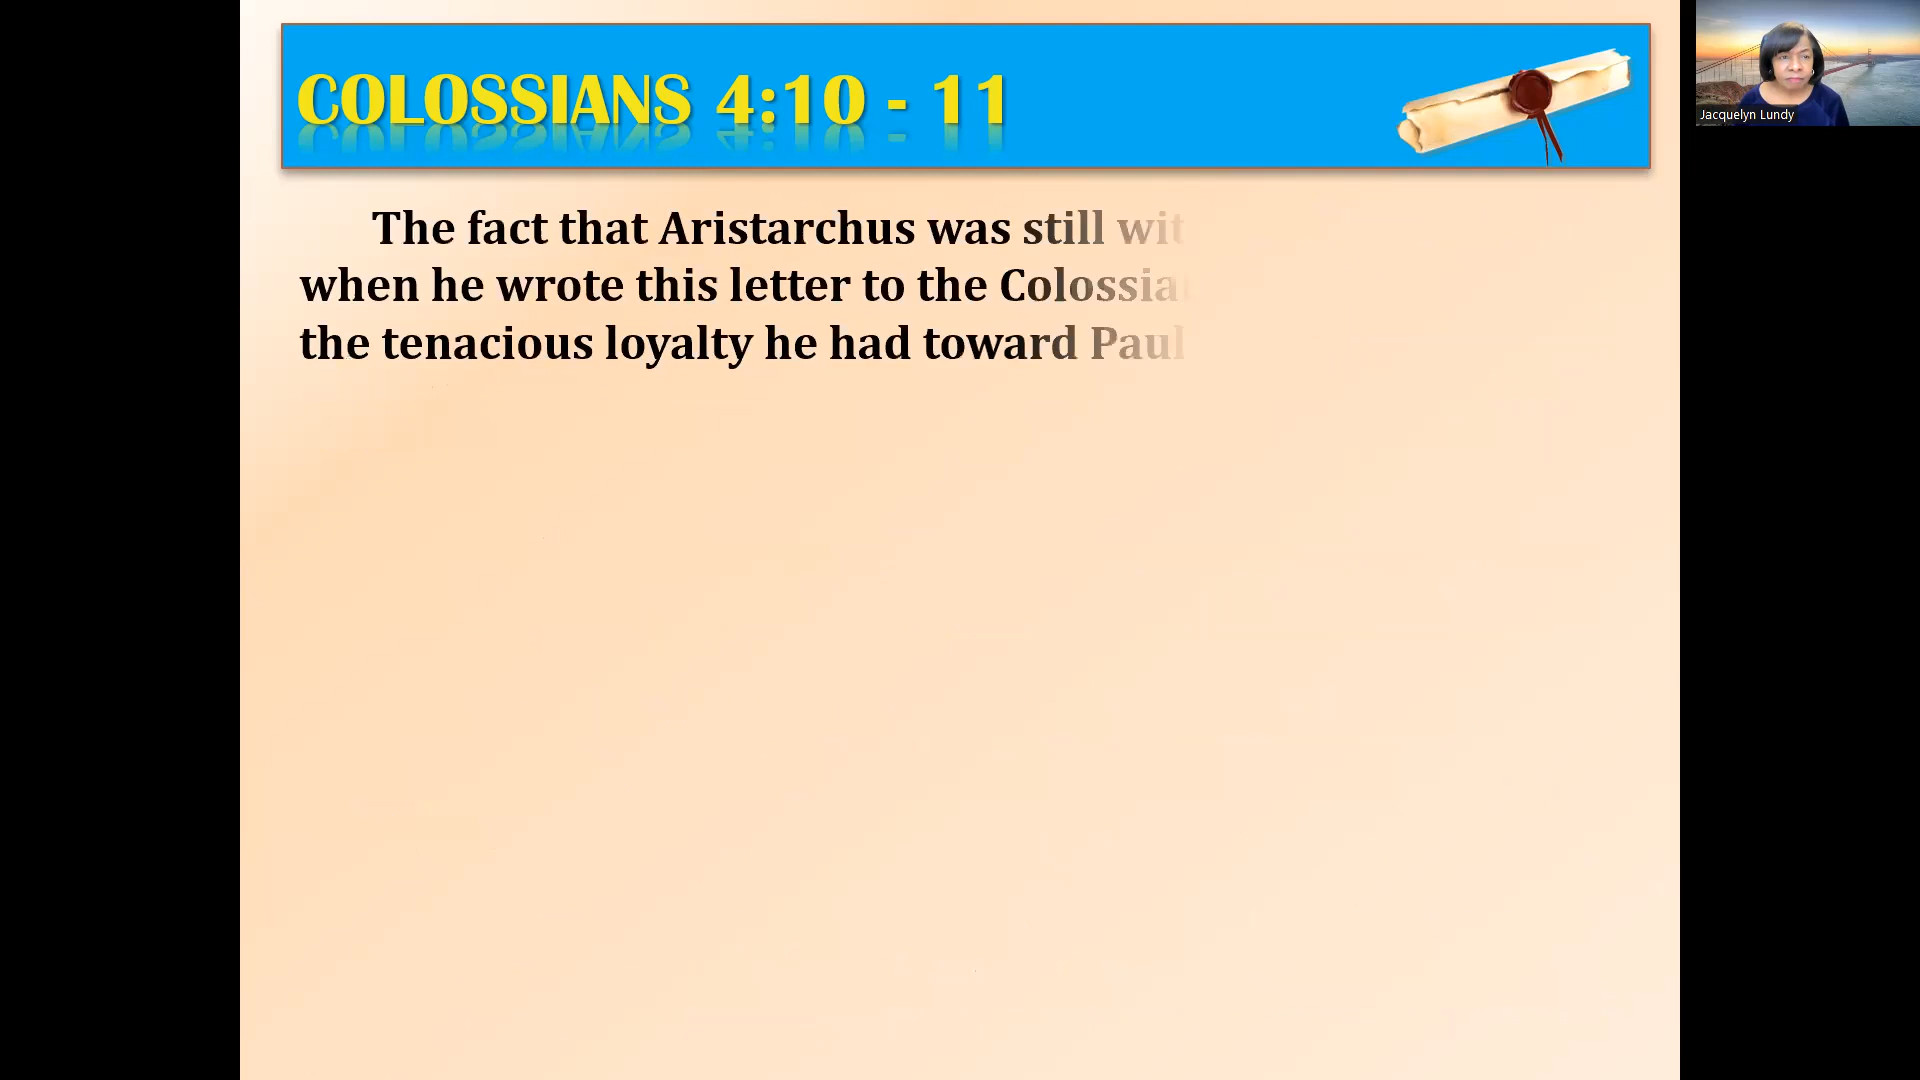 COLOSSIANS 4:10 - 11
Jacquelyn Lundy
The fact that Aristarchus was still
when he wrote this letter to the
the tenacious loyalty he had toward Paul